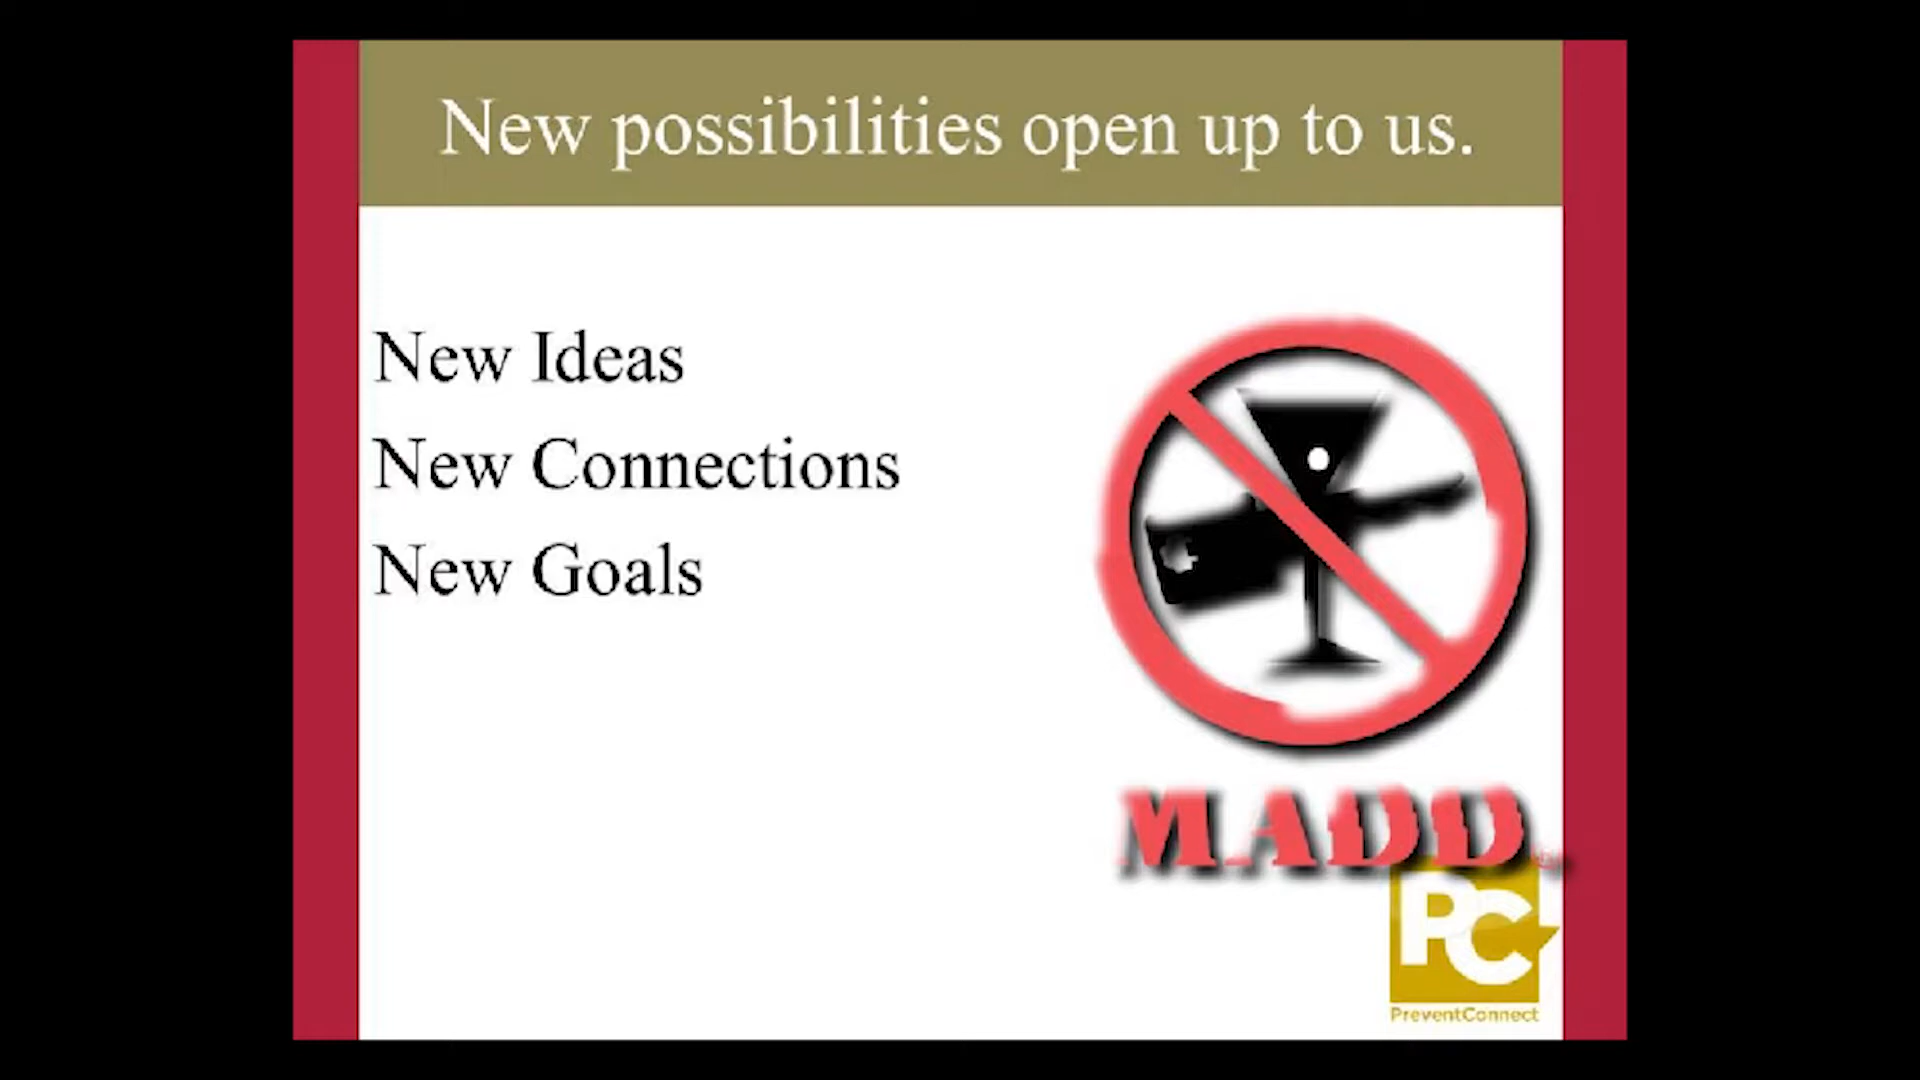 New possibilities open up to us.
New Ideas
New Connections
New Goals
MADD
PC
PreventConnect